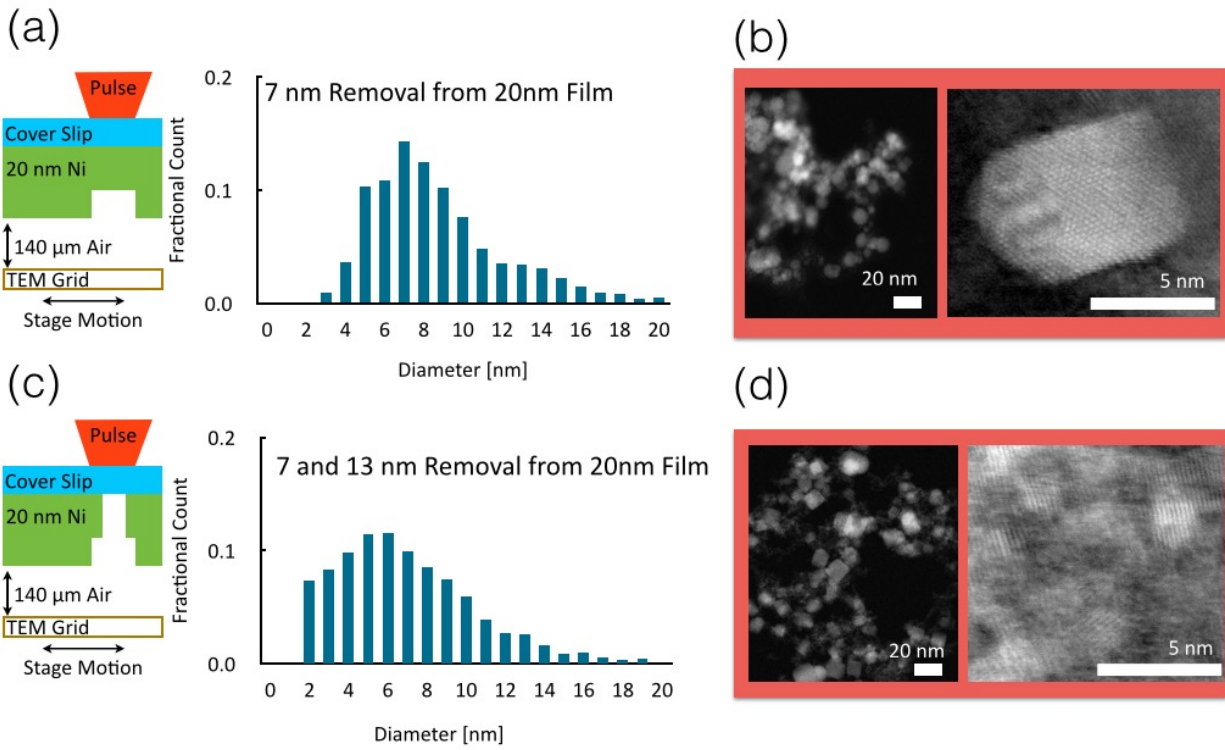 (a)
Pulse
Cover Slip
20 nm Ni
140 µm Air
TEM Grid
Stage Motion
Fractional Count
0.2
0.1
0.0
7 nm Removal from 20nm Film
0 2 4 6 8 10 12 14 16 18 20
Diameter [nm]
(b)
20 nm
5 nm
(c)
Pulse
Cover Slip
20 nm Ni
140 µm Air
TEM Grid
Stage Motion
Fractional Count
0.2
0.1
0.0
7 and 13 nm Removal from 20nm Film
0 2 4 6 8 10 12 14 16 18 20
Diameter [nm]
(d)
20 nm
5 nm